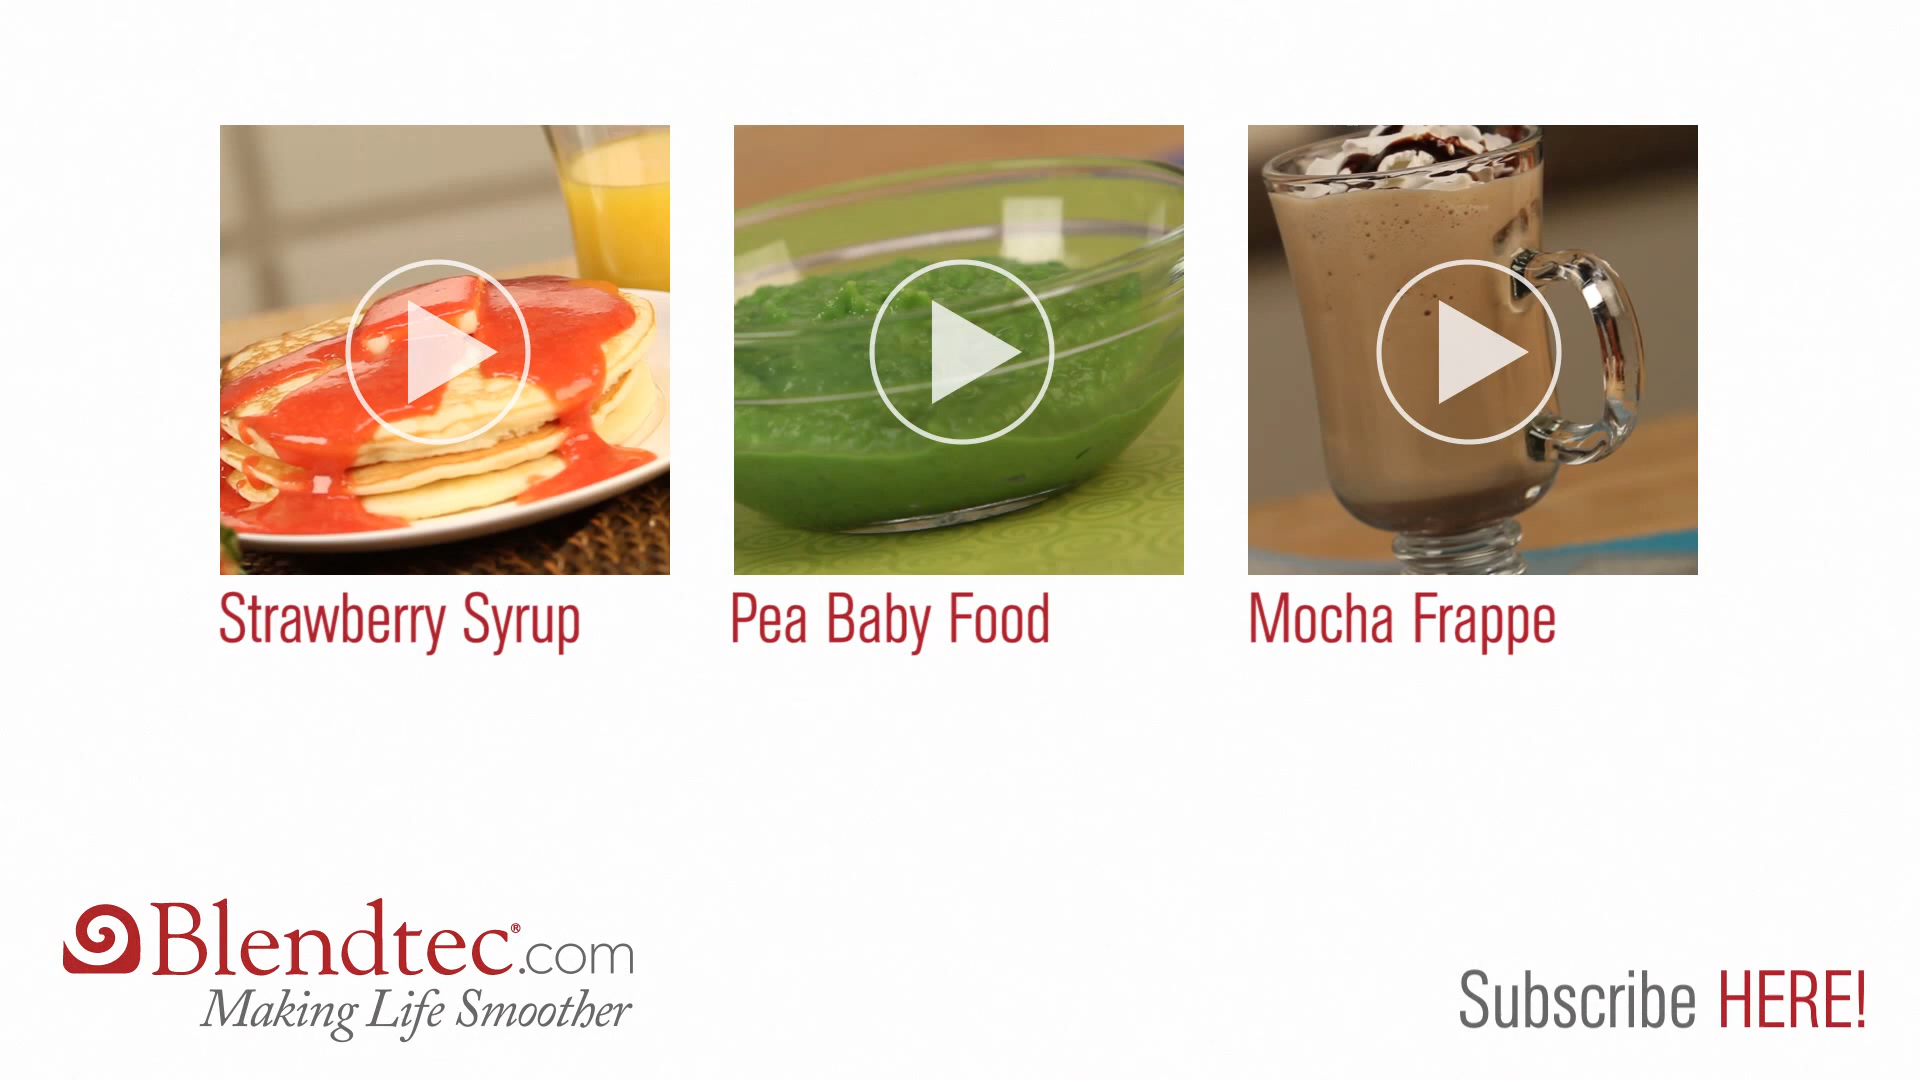 Strawberry Syrup
Pea Baby Food
Mocha Frappe
Blendtec®.com
Making Life Smoother
Subscribe HERE!